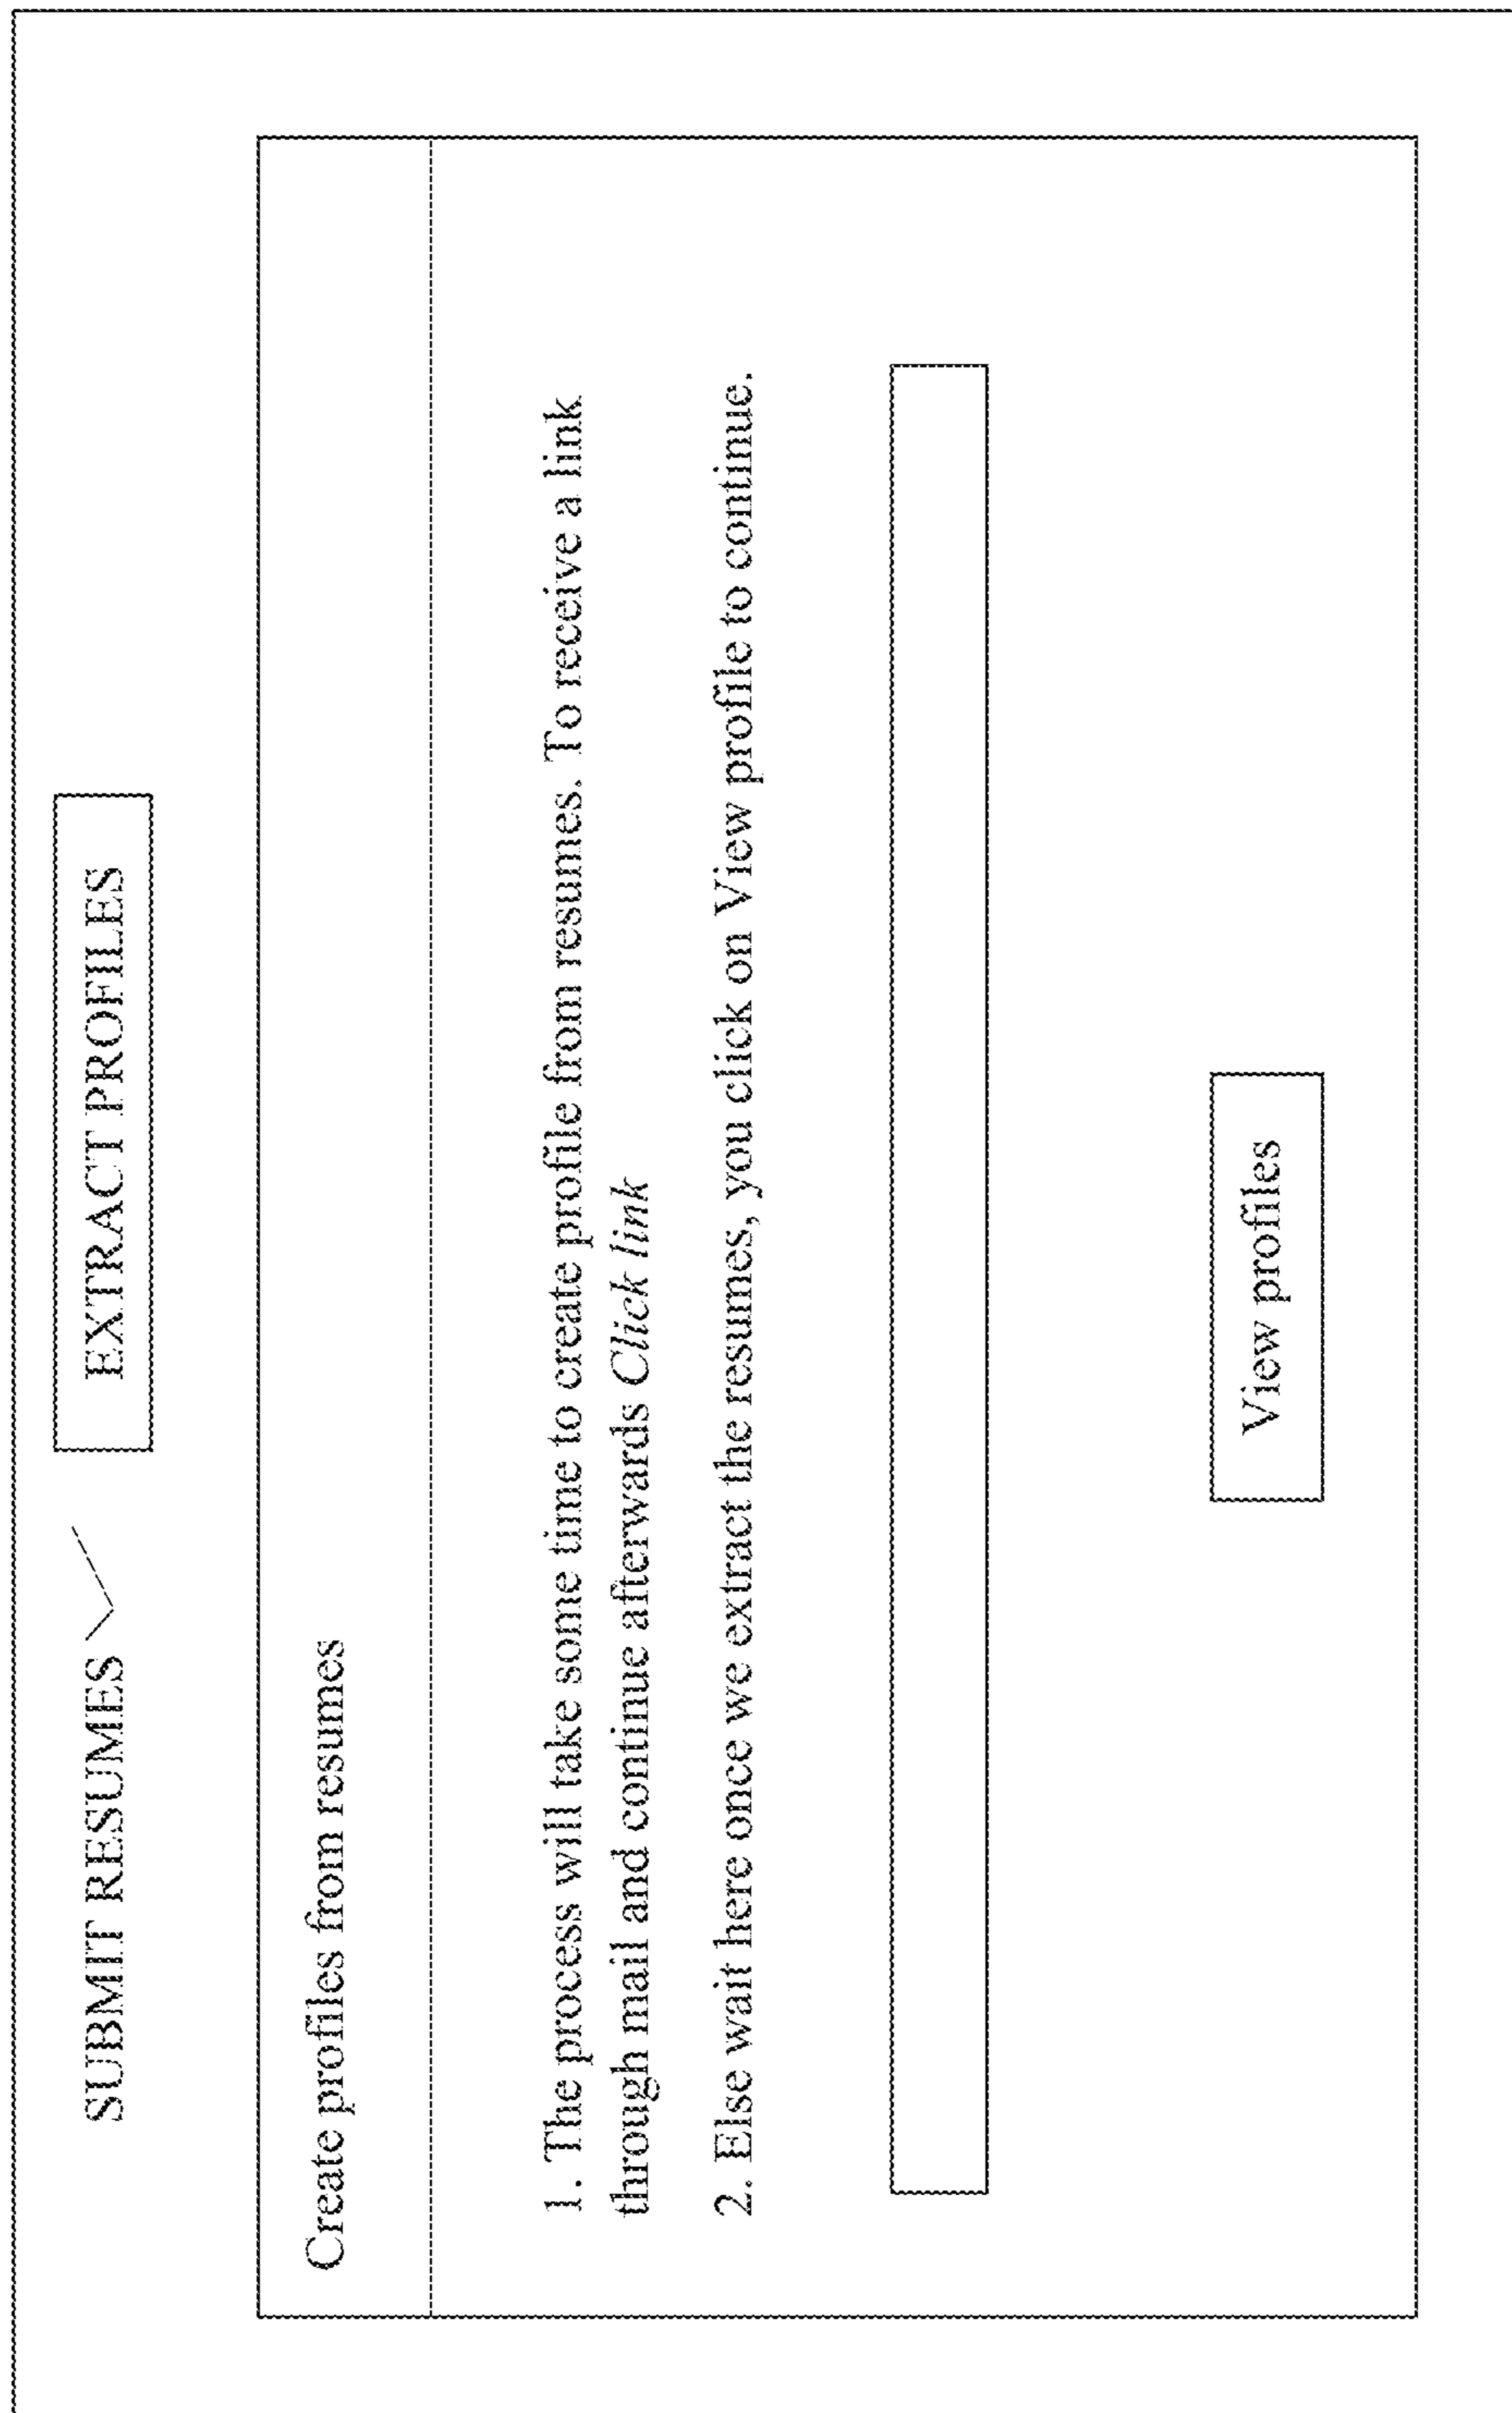 SUBMIT RESUMES
EXTRACT PROFILES
Create profiles from resumes
1. The process will take some time to create profile from resumes. To receive a link
through mail and continue afterwards Click link
2. Else wait here once we extract the resumes, you click on View profile to continue.
View profiles